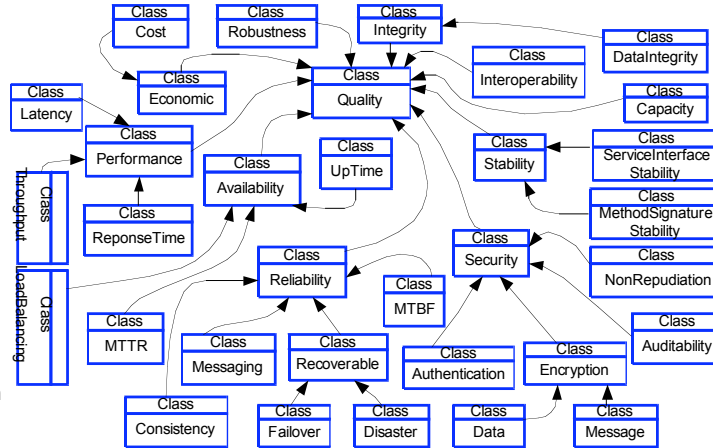 Class
Cost
Class
Robustness
Class
Integrity
Class
DataIntegrity
Class
Economic
Class
Quality
Class
Interoperability
Class
Latency
Class
Capacity
Class
Performance
Class
Availability
Class
UpTime
Class
Stability
Class
ServiceInterface
Stability
Class
Throughput
Class
ReponseTime
Class
MethodSignature
Stability
Class
LoadBalancing
Class
Reliability
Class
Security
Class
NonRepudiation
Class
MTTR
Class
MTBF
Class
Messaging
Class
Recoverable
Class
Authentication
Class
Encryption
Class
Auditability
Class
Consistency
Class
Failover
Class
Disaster
Class
Data
Class
Message